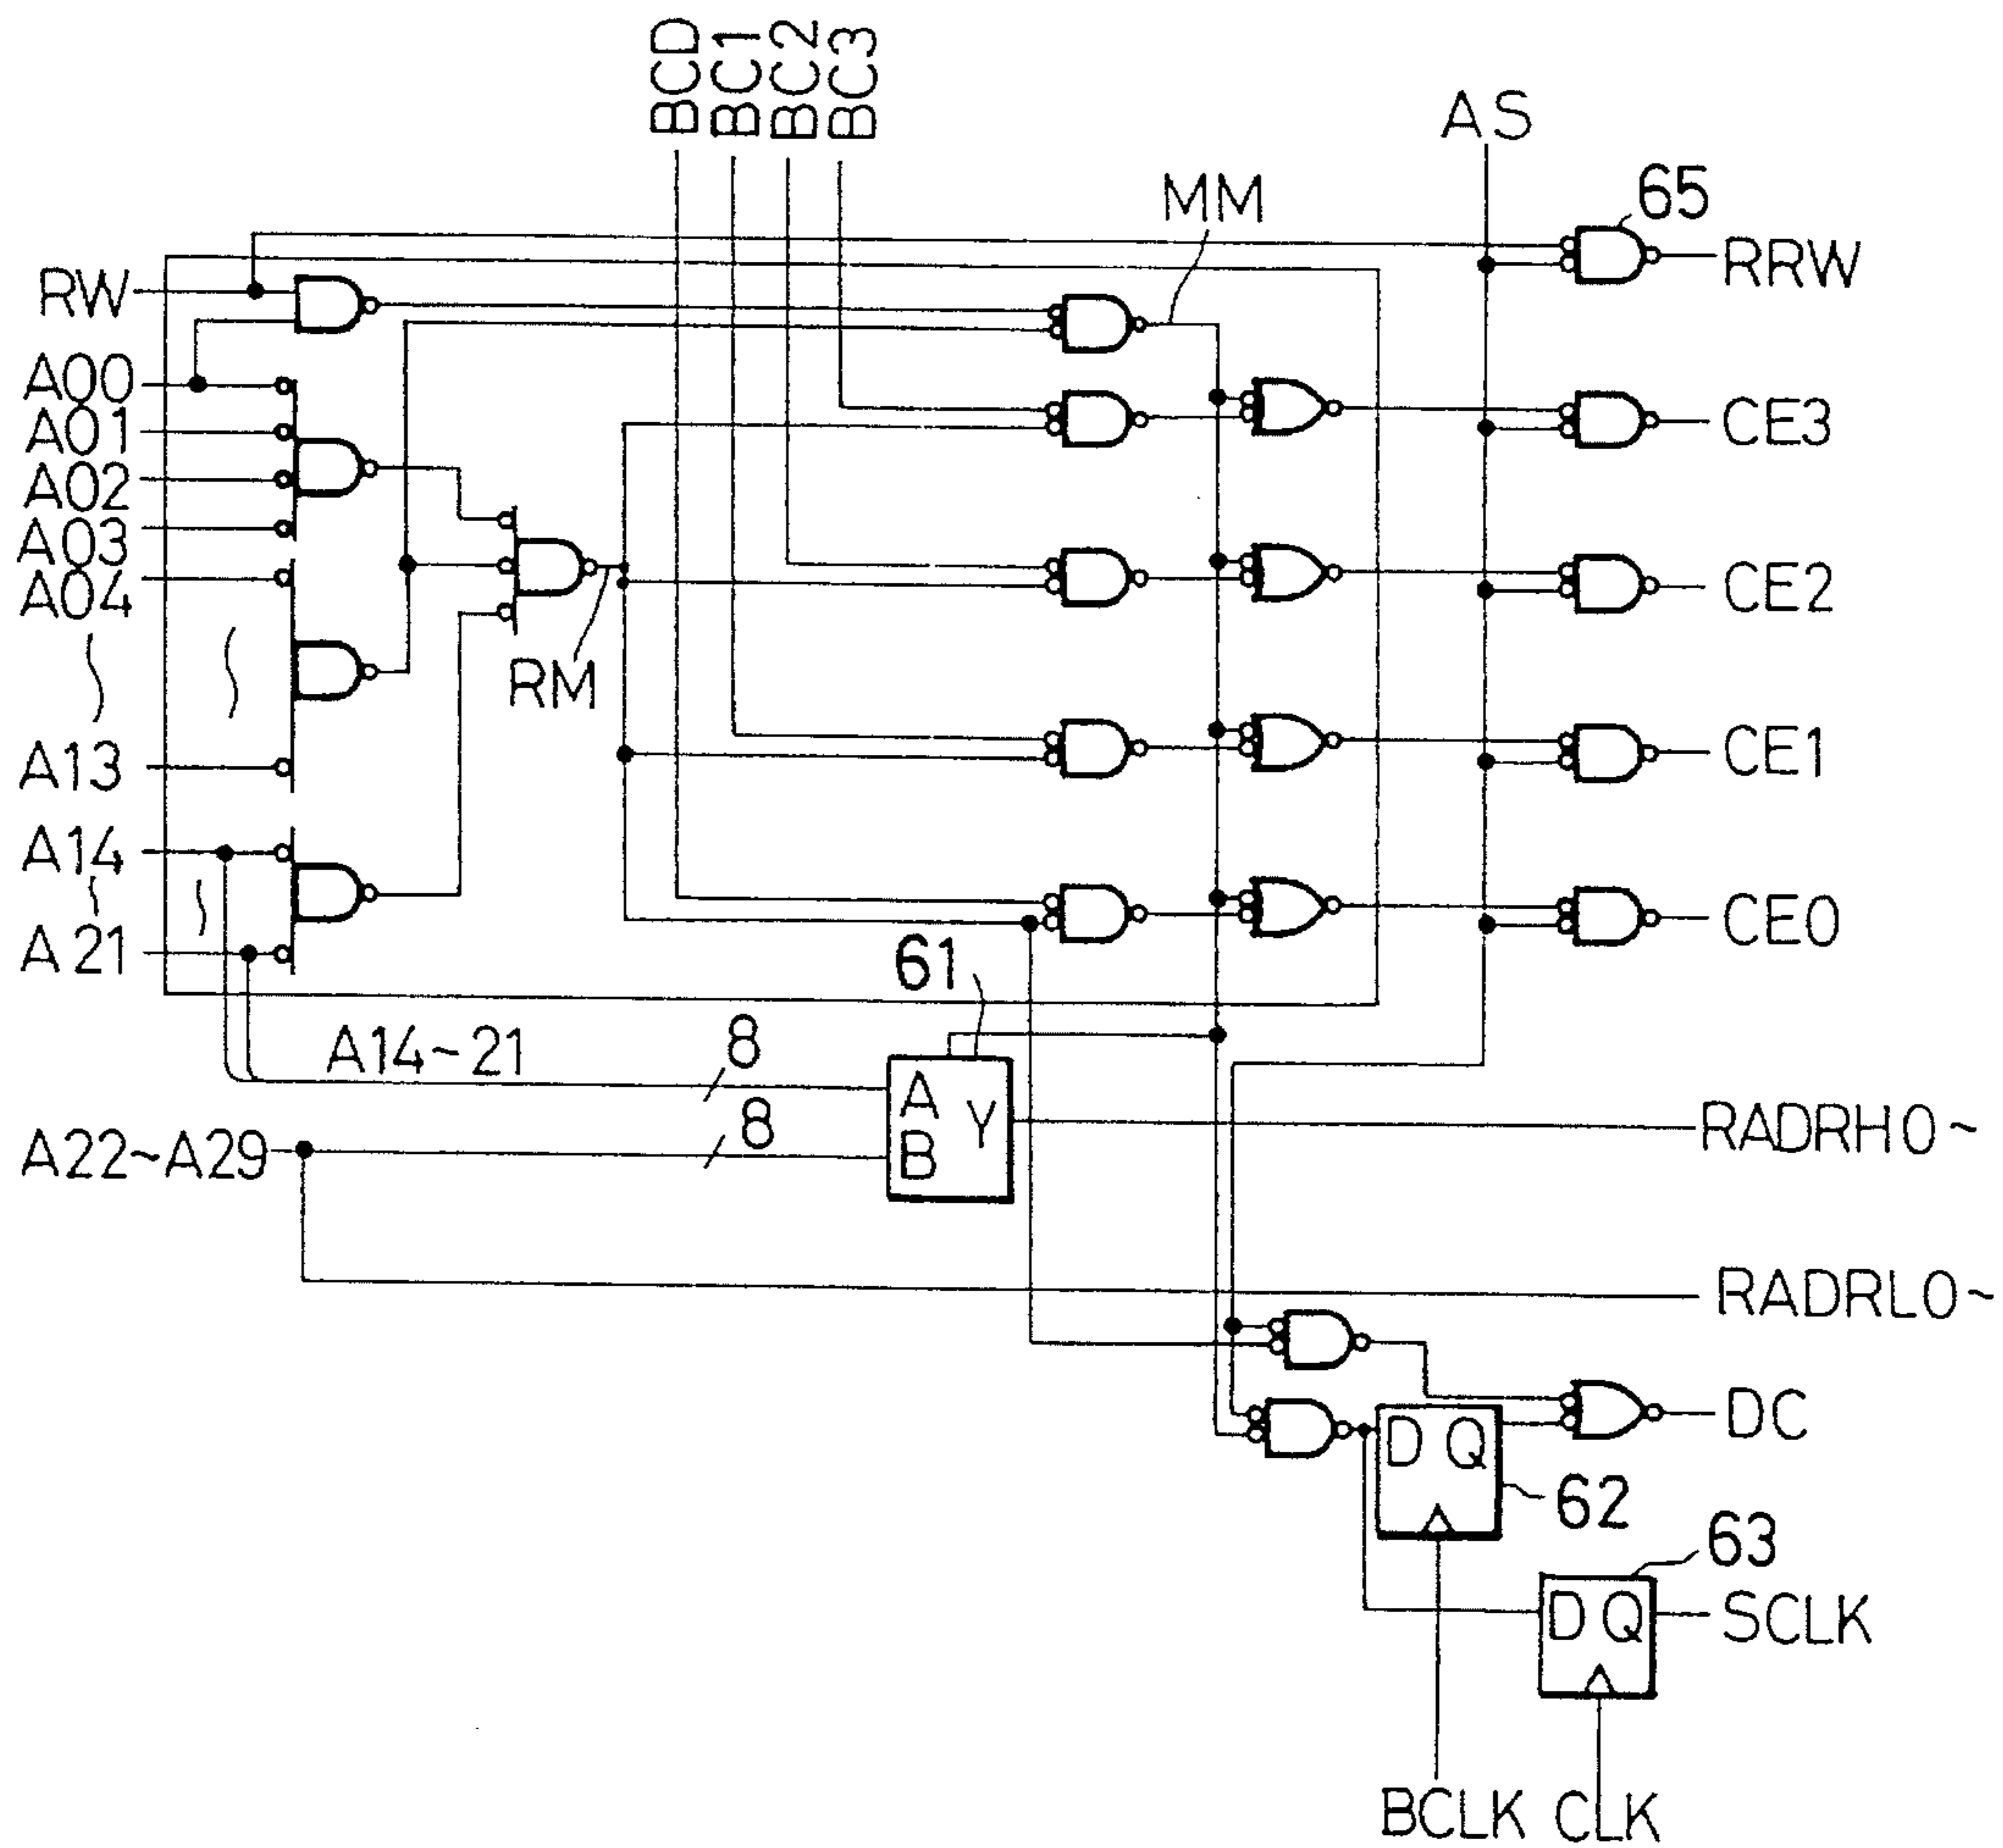 BCD
BC1
BC2
BC3
AS
MM
65
RW
RRW
A00
A01
A02
A03
A04
CE3
CE2
RM
A13
CE1
A14
A21
61
CE0
A14~21
8
A
Y
B
8
A22~A29
RADRH0~
RADRL0~
DC
D Q
62
63
D Q
SCLK
BCLK
CLK